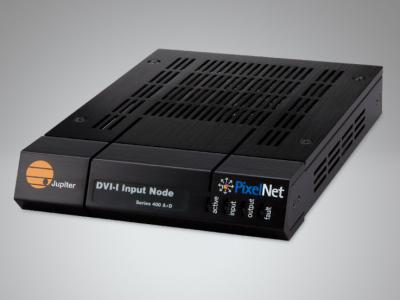 Jupiter
DVI-I Input Node
Series 400 A+D
PixelNet
active
input
output
fault